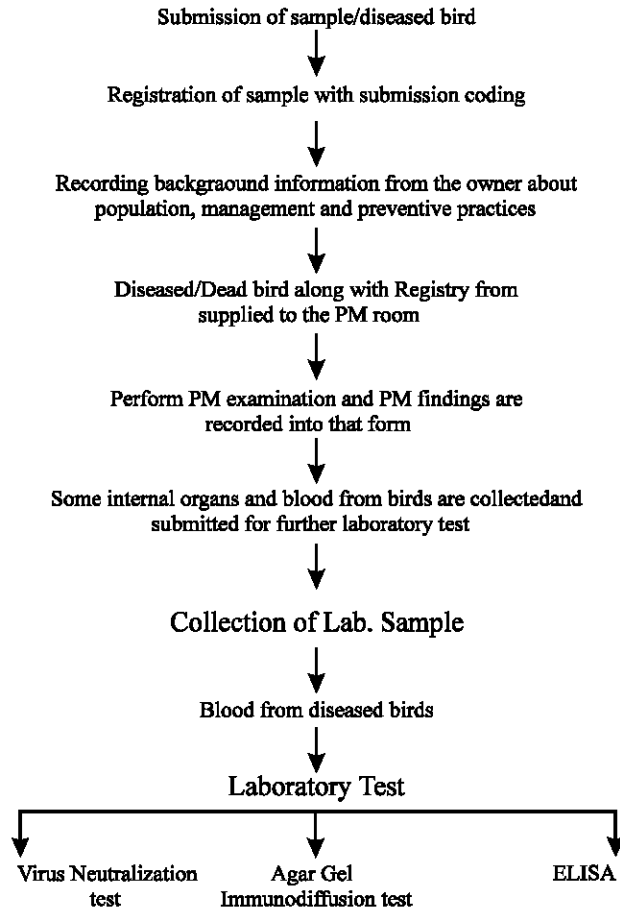 Submission of sample/diseased bird
Registration of sample with submission coding
Recording backgraound information from the owner about
population, management and preventive practices
Diseased/Dead bird along with Registry from
supplied to the PM room
Perform PM examination and PM findings are
recorded into that form
Some internal organs and blood from birds are collectedand
submitted for further laboratory test
Collection of Lab. Sample
Blood from diseased birds
Laboratory Test
Virus Neutralization
test
Agar Gel
Immunodiffusion test
ELISA